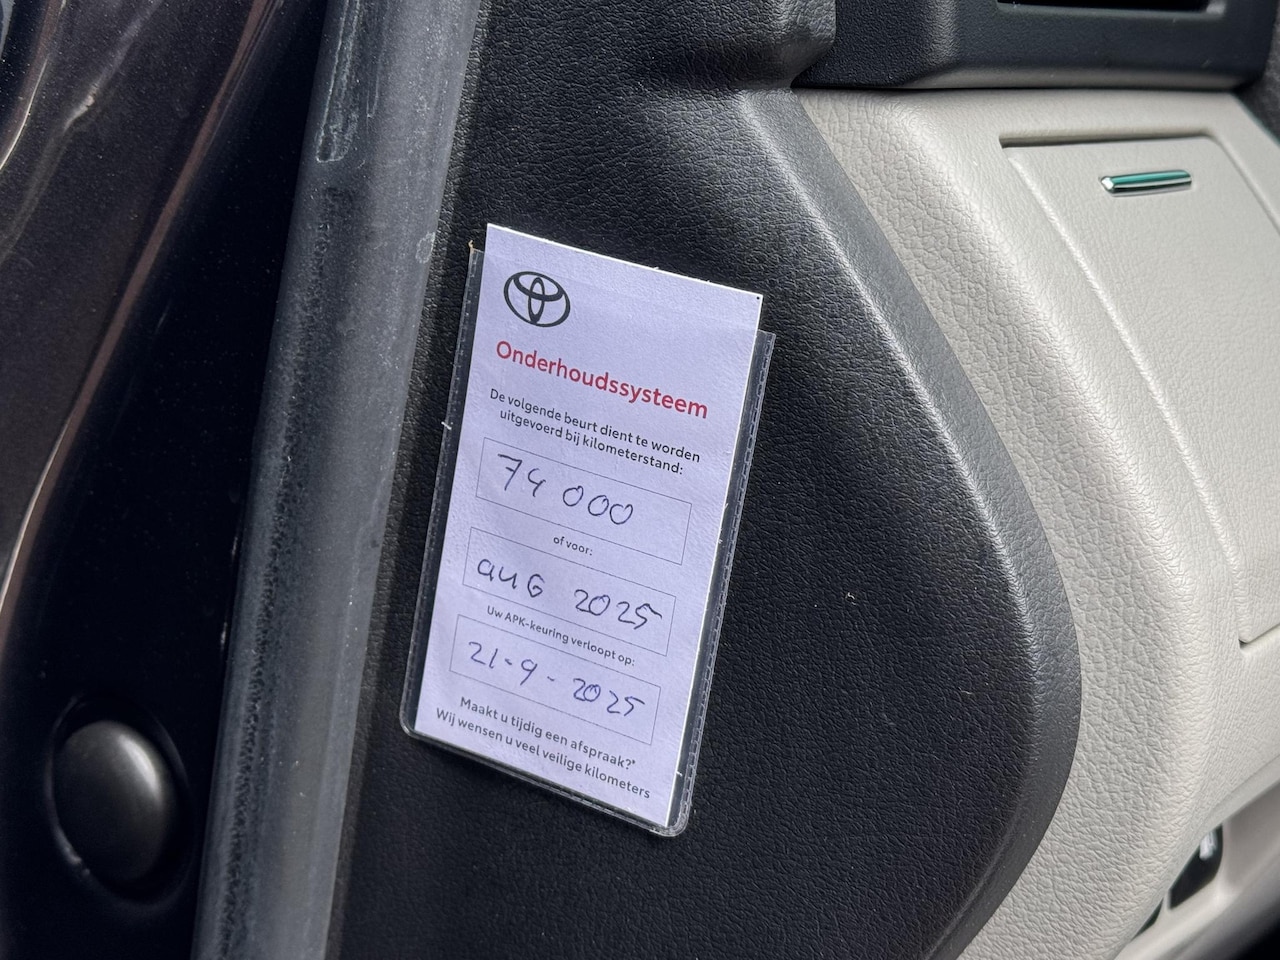 Onderhoudssysteem
De volgende beurt dient te worden
uitgevoerd bij kilometerstand:
74 000
of voor:
aug 2025
Uw APK-keuring verloopt op:
21-9-2025
Maakt u tijdig een afspraak?*
Wij wensen u veel veilige kilometers